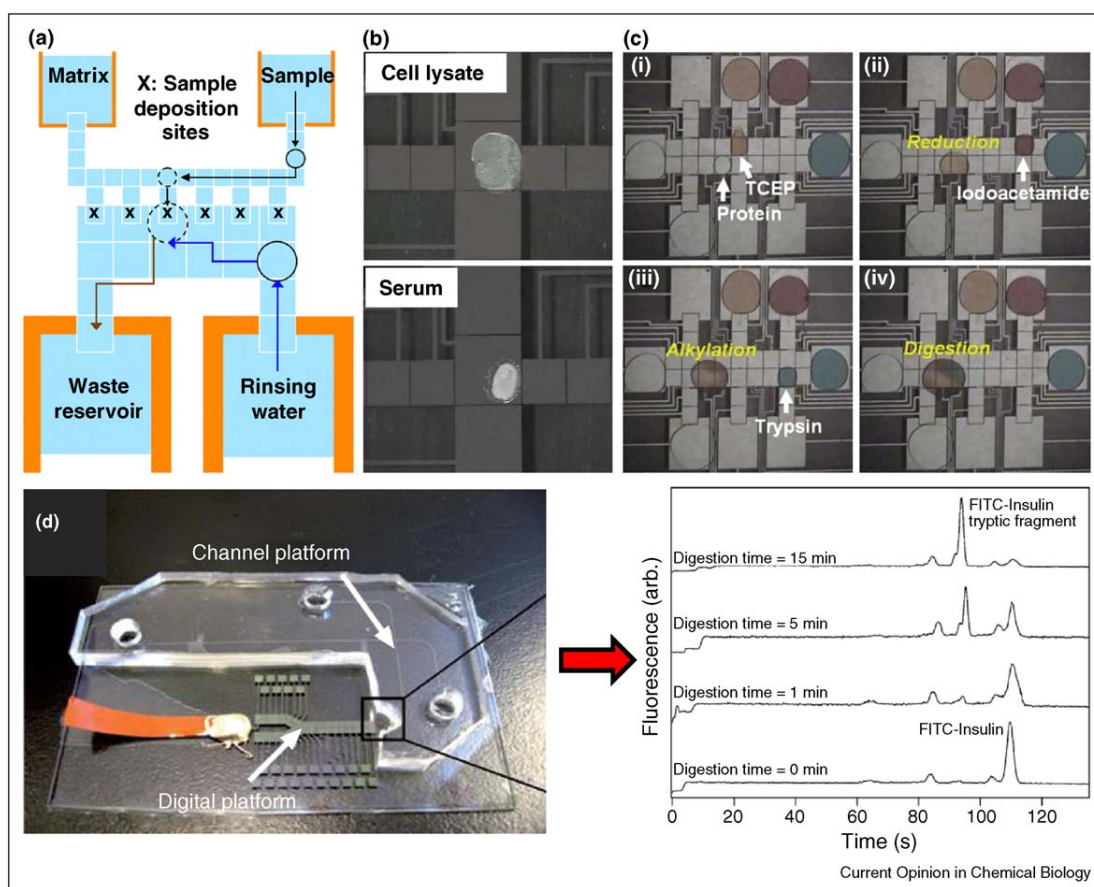 (a)
Matrix
Sample
X: Sample
deposition
sites
x x x x x x
Waste
reservoir
Rinsing
water
(b)
Cell lysate
Serum
(c)
(i)
TCEP
Protein
(ii)
Reduction
Iodoacetamide
(iii)
Alkylation
Trypsin
(iv)
Digestion
(d)
Channel platform
Digital platform
Fluorescence (arb.)
FITC-Insulin
tryptic fragment
Digestion time = 15 min
Digestion time = 5 min
Digestion time = 1 min
FITC-Insulin
Digestion time = 0 min
0 20 40 60 80 100 120
Time (s)
Current Opinion in Chemical Biology